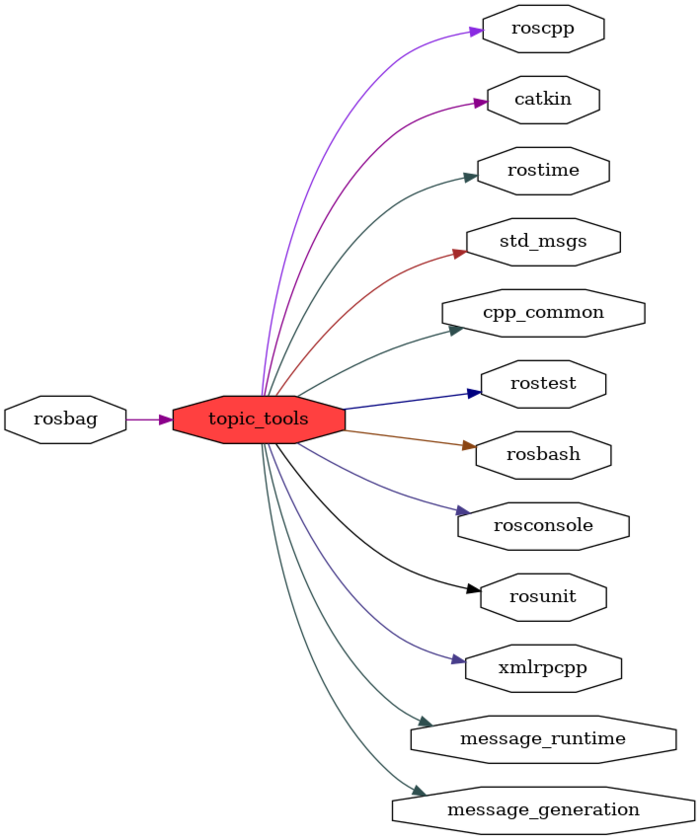 roscpp
catkin
rostime
std_msgs
cpp_common
rostest
rosbag
topic_tools
rosbash
rosconsole
rosunit
xmlrpcpp
message_runtime
message_generation